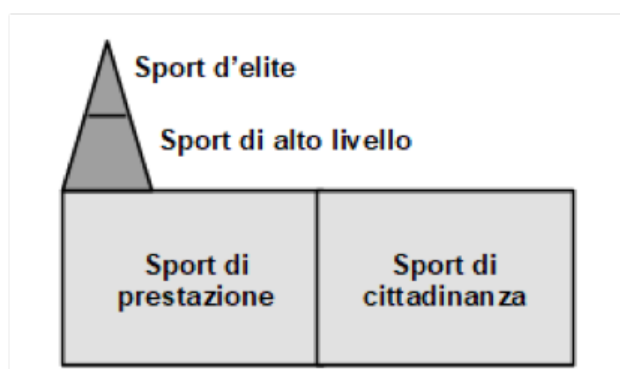 Sport d'elite
Sport di alto livello
Sport di
prestazione
Sport di
cittadinanza